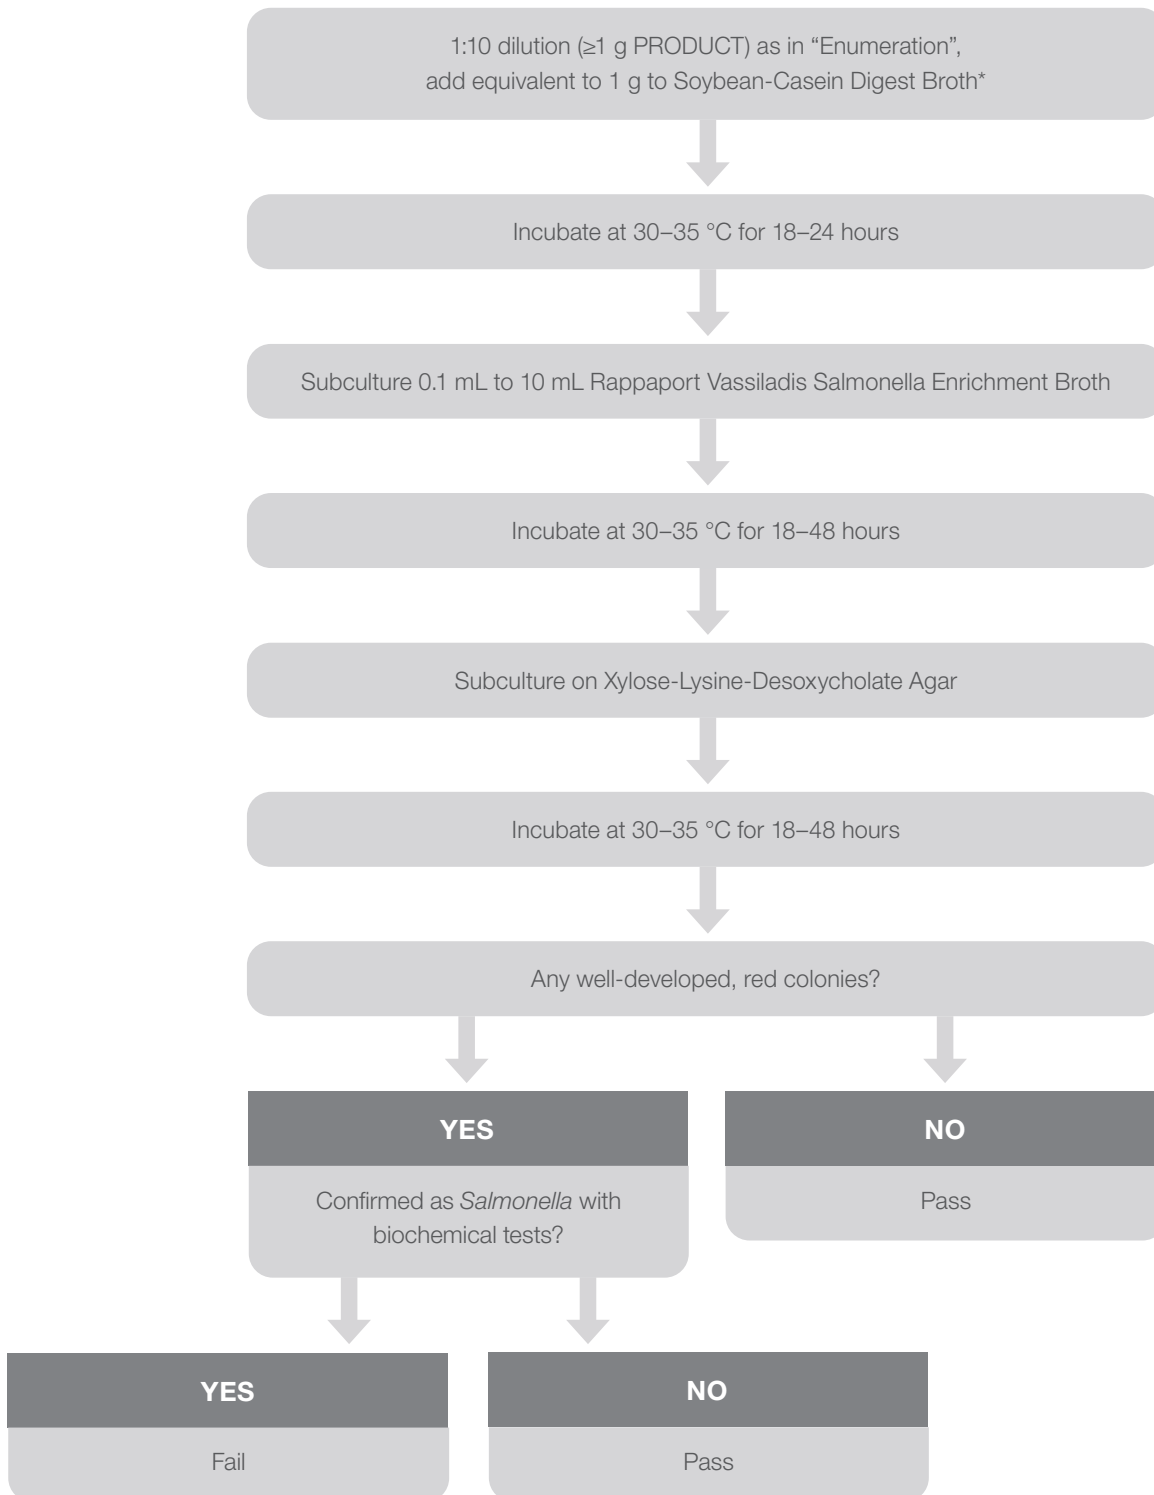 1:10 dilution (≥1 g PRODUCT) as in “Enumeration”,
add equivalent to 1 g to Soybean-Casein Digest Broth*
Incubate at 30–35 °C for 18–24 hours
Subculture 0.1 mL to 10 mL Rappaport Vassiladis Salmonella Enrichment Broth
Incubate at 30–35 °C for 18–48 hours
Subculture on Xylose-Lysine-Desoxycholate Agar
Incubate at 30–35 °C for 18–48 hours
Any well-developed, red colonies?
YES
Confirmed as Salmonella with
biochemical tests?
NO
Pass
YES
Fail
NO
Pass